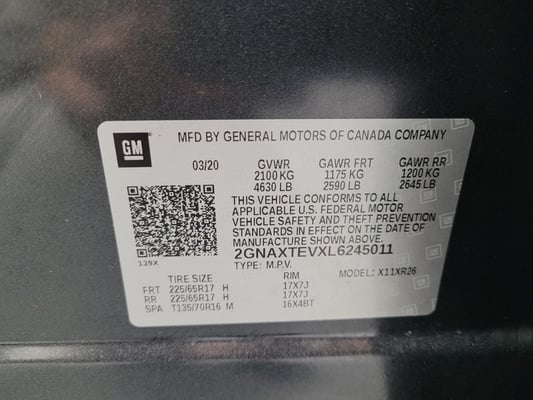 GM
MFD BY GENERAL MOTORS OF CANADA COMPANY
03/20 GVWR GAWR FRT GAWR RR
2100 KG 1175 KG 1200 KG
4630 LB 2590 LB 2645 LB
THIS VEHICLE CONFORMS TO ALL
APPLICABLE U.S. FEDERAL MOTOR
VEHICLE SAFETY AND THEFT PREVENTION
STANDARDS IN EFFECT ON THE DATE OF
MANUFACTURE SHOWN ABOVE.
139X
2GNAXTEVXL6245011
TYPE: M.P.V. MODEL: X11XR26
TIRE SIZE RIM
FRT 225/65R17 H 17X7J
RR 225/65R17 H 17X7J
SPA T135/70R16 M 16X4BT